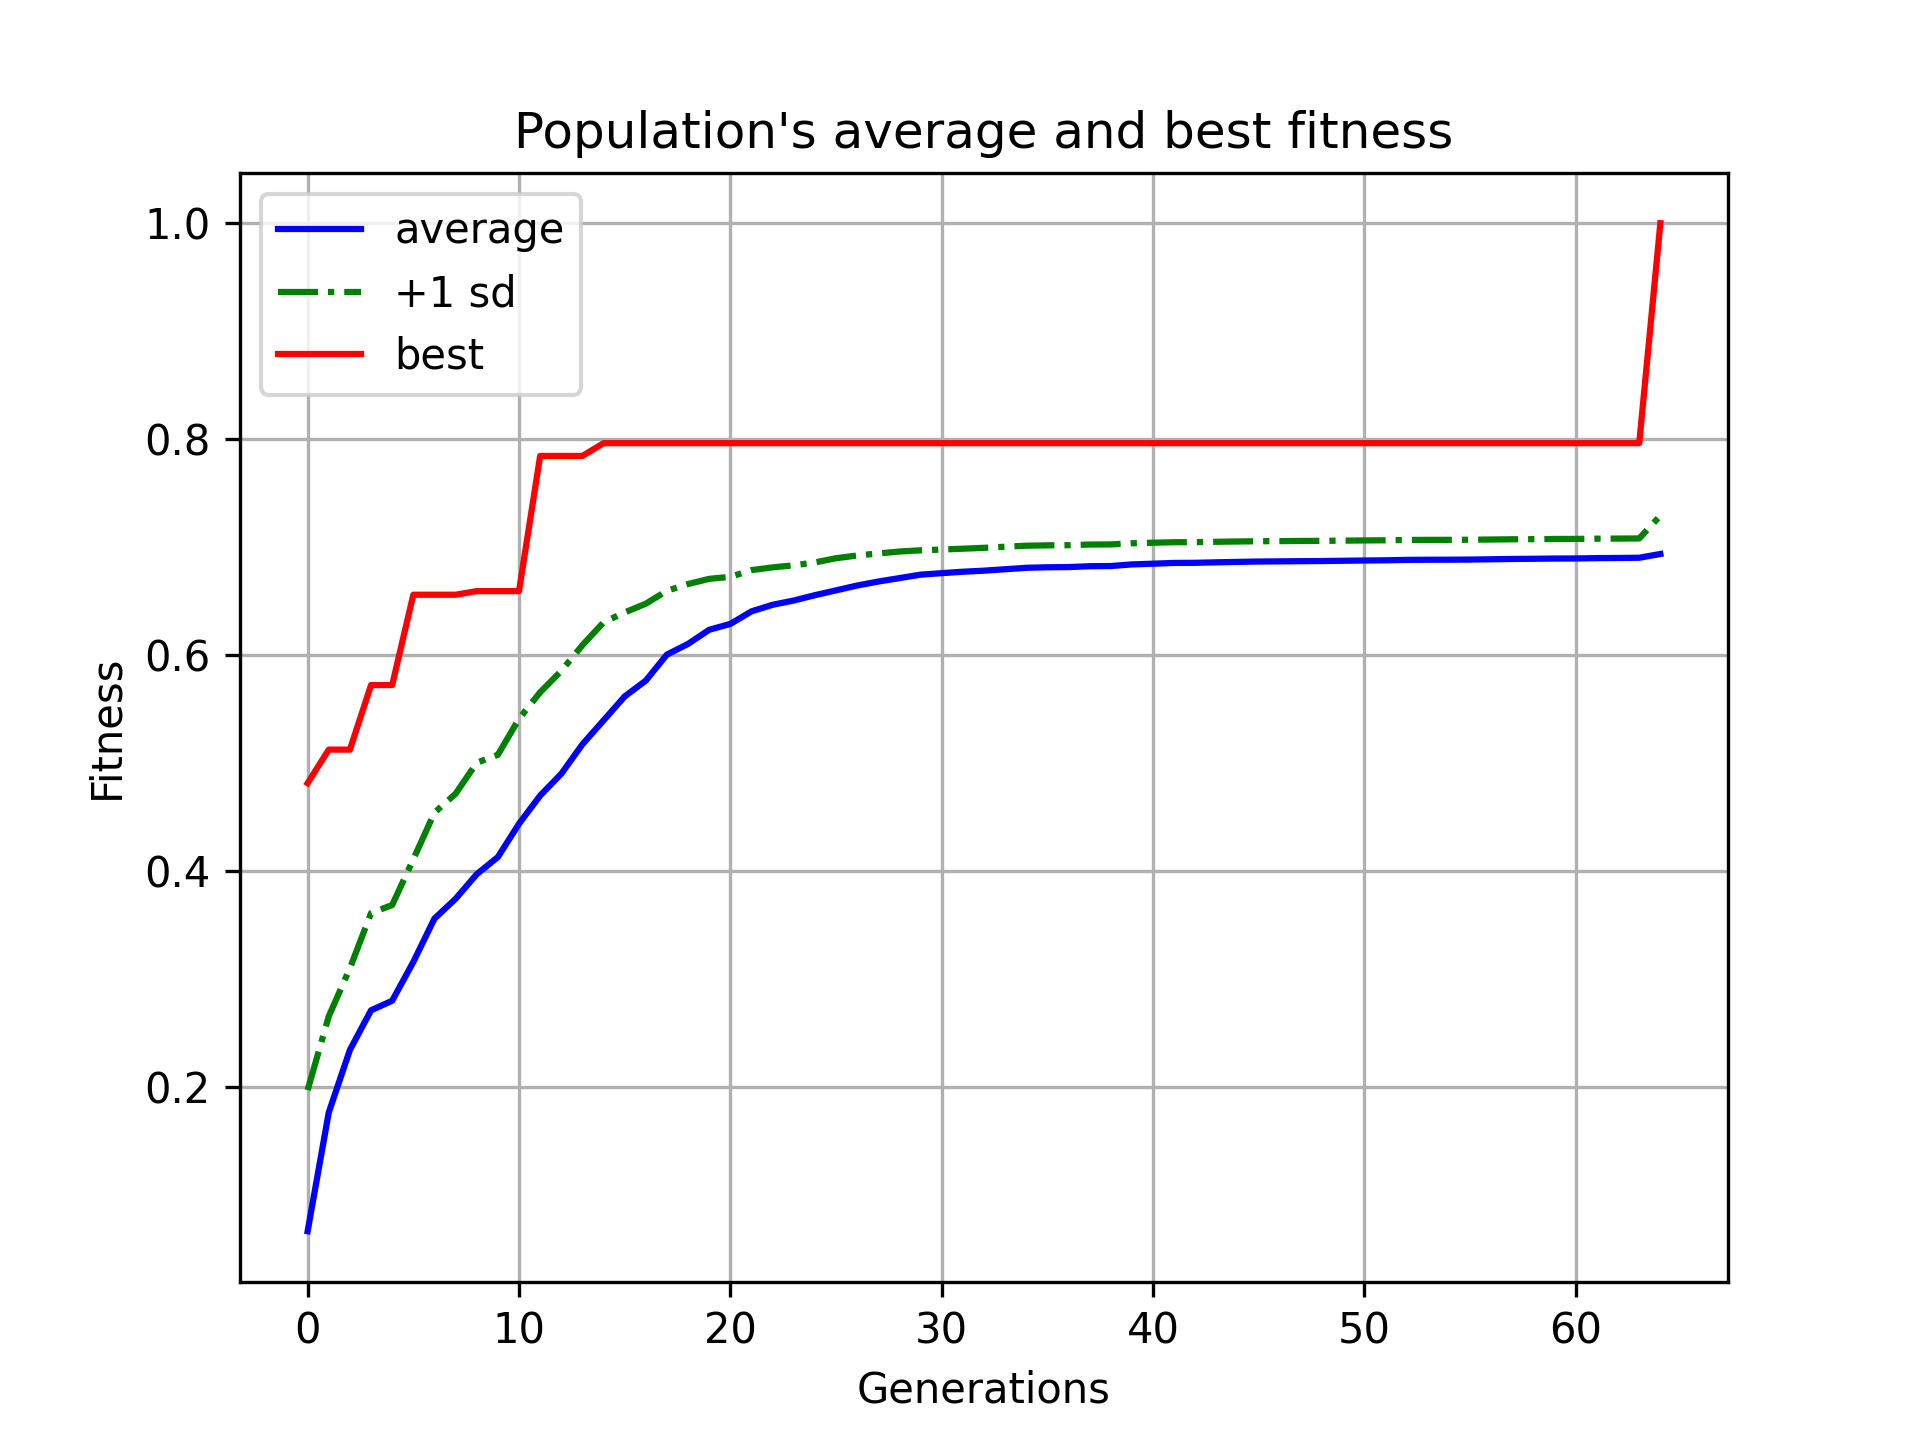 Population's average and best fitness
average
+1 sd
best
1.0
0.8
0.6
0.4
0.2
Fitness
0 10 20 30 40 50 60
Generations